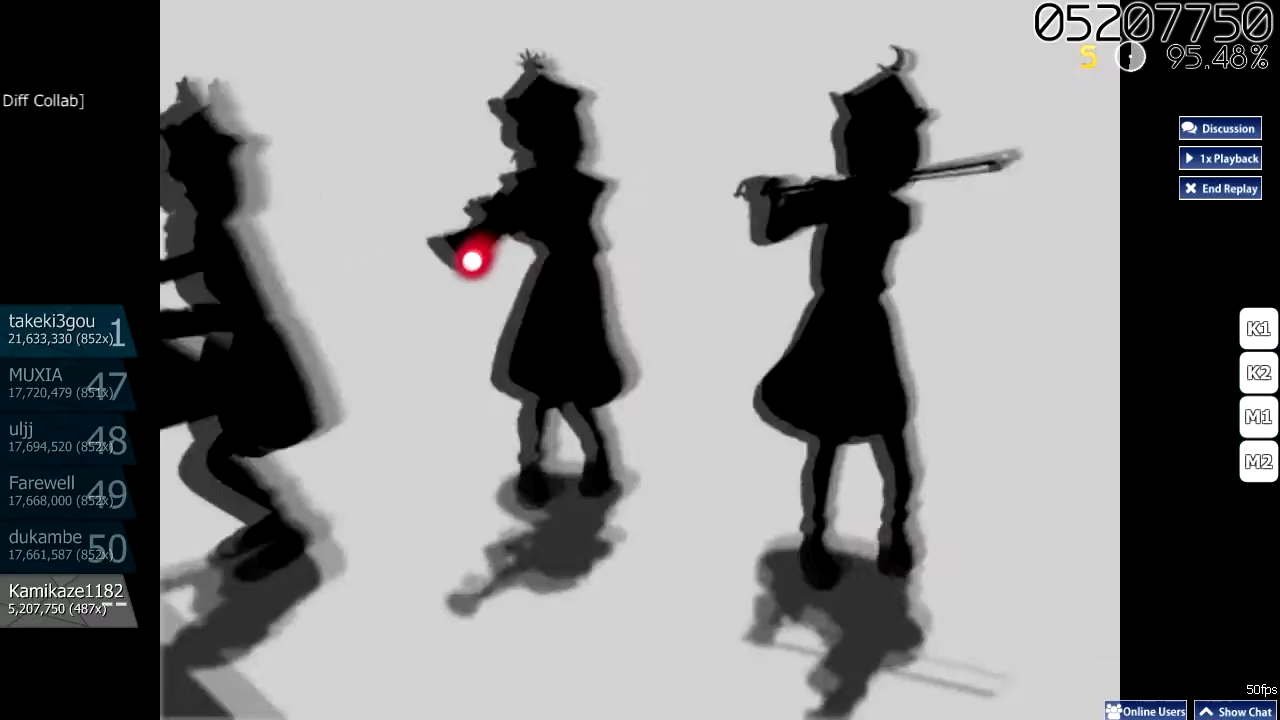 05207750
S 95.48%
Diff Collab]
Discussion
1x Playback
End Replay
takeki3gou
21,633,330 (852x) 1
MUXIA
17,720,479 (851x) 47
uljj
17,694,520 (852x) 48
Farewell
17,668,000 (852x) 49
dukambe
17,661,587 (852x) 50
Kamikaze1182
5,207,750 (487x) --
K1
K2
M1
M2
50fps
Online Users
Show Chat